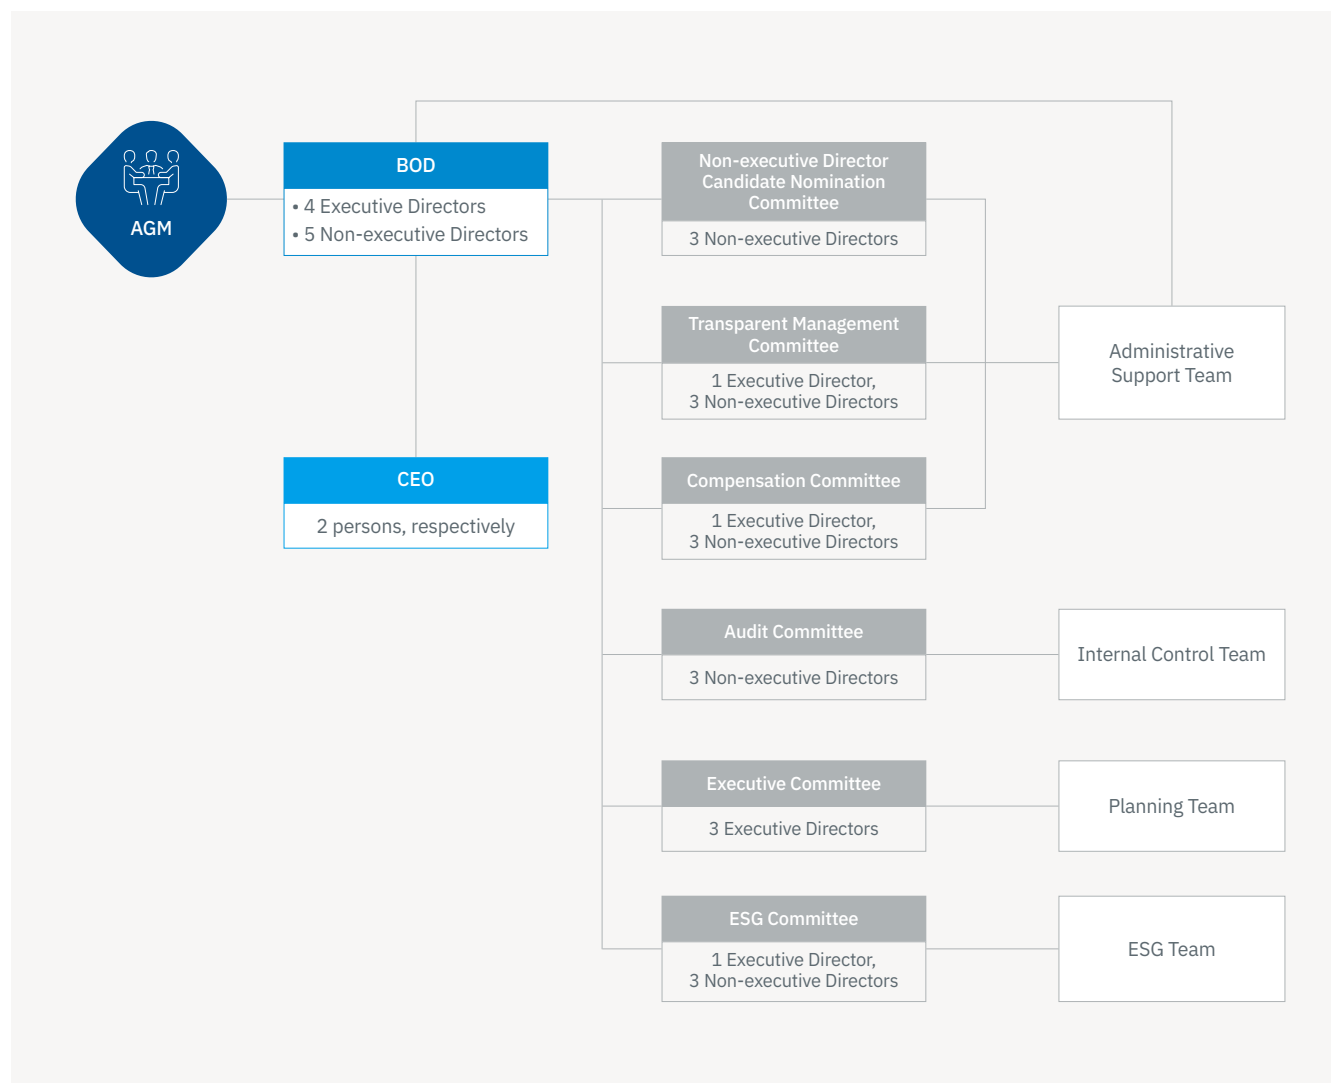 AGM
BOD
• 4 Executive Directors
• 5 Non-executive Directors
CEO
2 persons, respectively
Non-executive Director
Candidate Nomination
Committee
3 Non-executive Directors
Transparent Management
Committee
1 Executive Director,
3 Non-executive Directors
Compensation Committee
1 Executive Director,
3 Non-executive Directors
Audit Committee
3 Non-executive Directors
Executive Committee
3 Executive Directors
ESG Committee
1 Executive Director,
3 Non-executive Directors
Administrative
Support Team
Internal Control Team
Planning Team
ESG Team